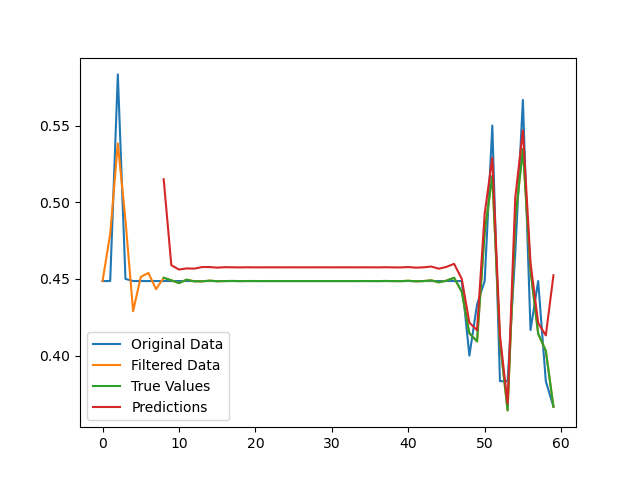 0.55
0.50
0.45
0.40
Original Data
Filtered Data
True Values
Predictions
0 10 20 30 40 50 60